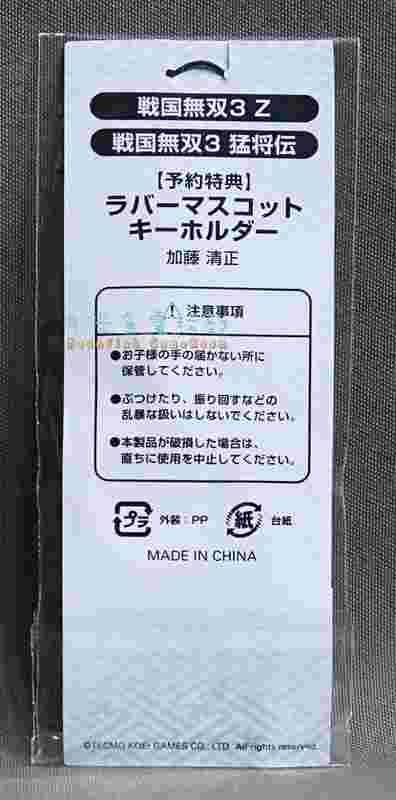 戦国無双3 Z
戦国無双3 猛将伝
【予約特典】
ラバーマスコット
キーホルダー
加藤 清正
注意事項
●お子様の手の届かない所に
保管してください。
●ぶつけたり、振り回すなどの
乱暴な扱いはしないでください。
●本製品が破損した場合は、
直ちに使用を中止してください。
プラ 外装：PP 紙 台紙
MADE IN CHINA
©TECMO KOEI GAMES CO., LTD. All rights reserved.